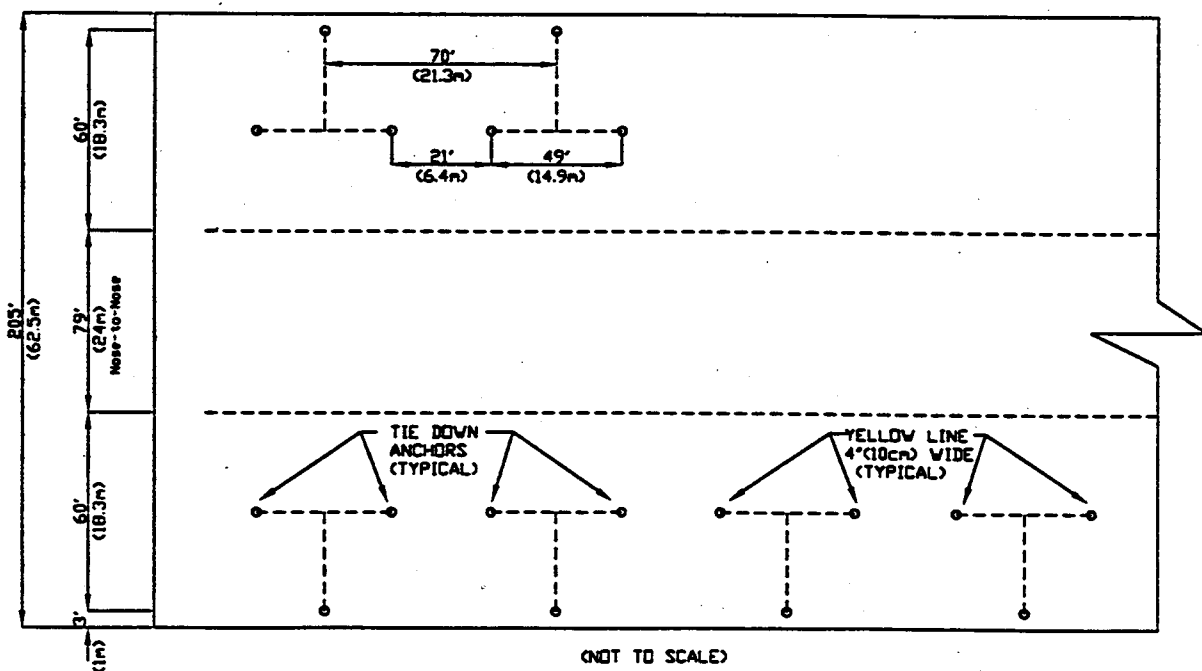 70'
(21.3m)
21'
(6.4m)
49'
(14.9m)
60'
(18.3m)
205'
(62.5m)
79'
(24m)
Nose-to-Nose
TIE DOWN
ANCHORS
(TYPICAL)
YELLOW LINE
4"(10cm) WIDE
(TYPICAL)
60'
(18.3m)
3'
(1m)
(NOT TO SCALE)